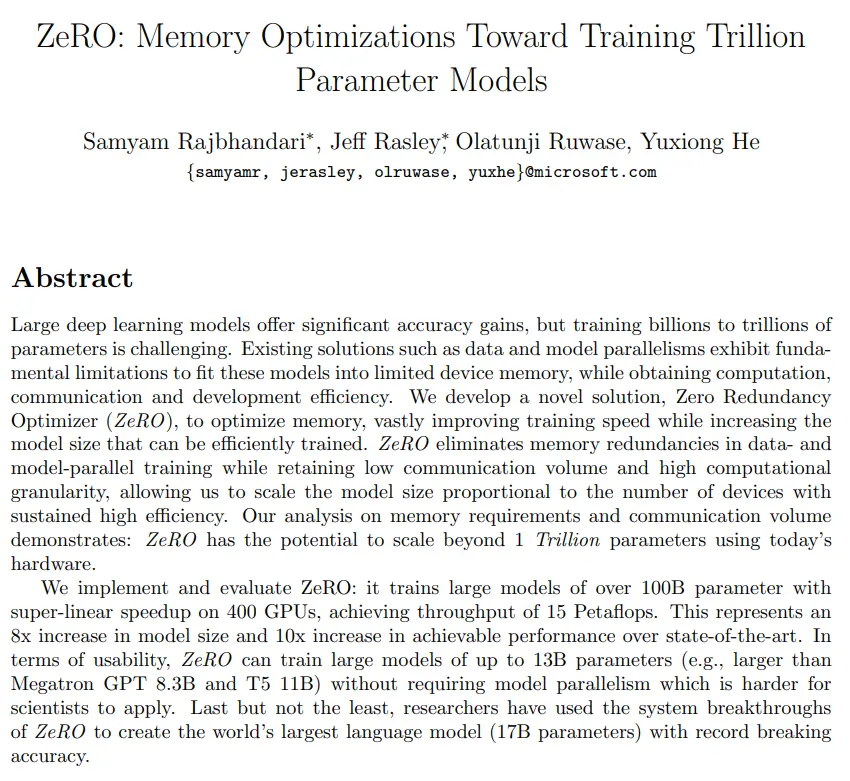 ZeRO: Memory Optimizations Toward Training Trillion
Parameter Models
Samyam Rajbhandari*, Jeff Rasley*, Olatunji Ruwase, Yuxiong He
{samyamr, jerasley, olruwase, yuxhe}@microsoft.com
Abstract
Large deep learning models offer significant accuracy gains, but training billions to trillions of
parameters is challenging. Existing solutions such as data and model parallelisms exhibit funda-
mental limitations to fit these models into limited device memory, while obtaining computation,
communication and development efficiency. We develop a novel solution, Zero Redundancy
Optimizer (ZeRO), to optimize memory, vastly improving training speed while increasing the
model size that can be efficiently trained. ZeRO eliminates memory redundancies in data- and
model-parallel training while retaining low communication volume and high computational
granularity, allowing us to scale the model size proportional to the number of devices with
sustained high efficiency. Our analysis on memory requirements and communication volume
demonstrates: ZeRO has the potential to scale beyond 1 Trillion parameters using today's
hardware.
We implement and evaluate ZeRO: it trains large models of over 100B parameter with
super-linear speedup on 400 GPUs, achieving throughput of 15 Petaflops. This represents an
8x increase in model size and 10x increase in achievable performance over state-of-the-art. In
terms of usability, ZeRO can train large models of up to 13B parameters (e.g., larger than
Megatron GPT 8.3B and T5 11B) without requiring model parallelism which is harder for
scientists to apply. Last but not the least, researchers have used the system breakthroughs
of ZeRO to create the world's largest language model (17B parameters) with record breaking
accuracy.